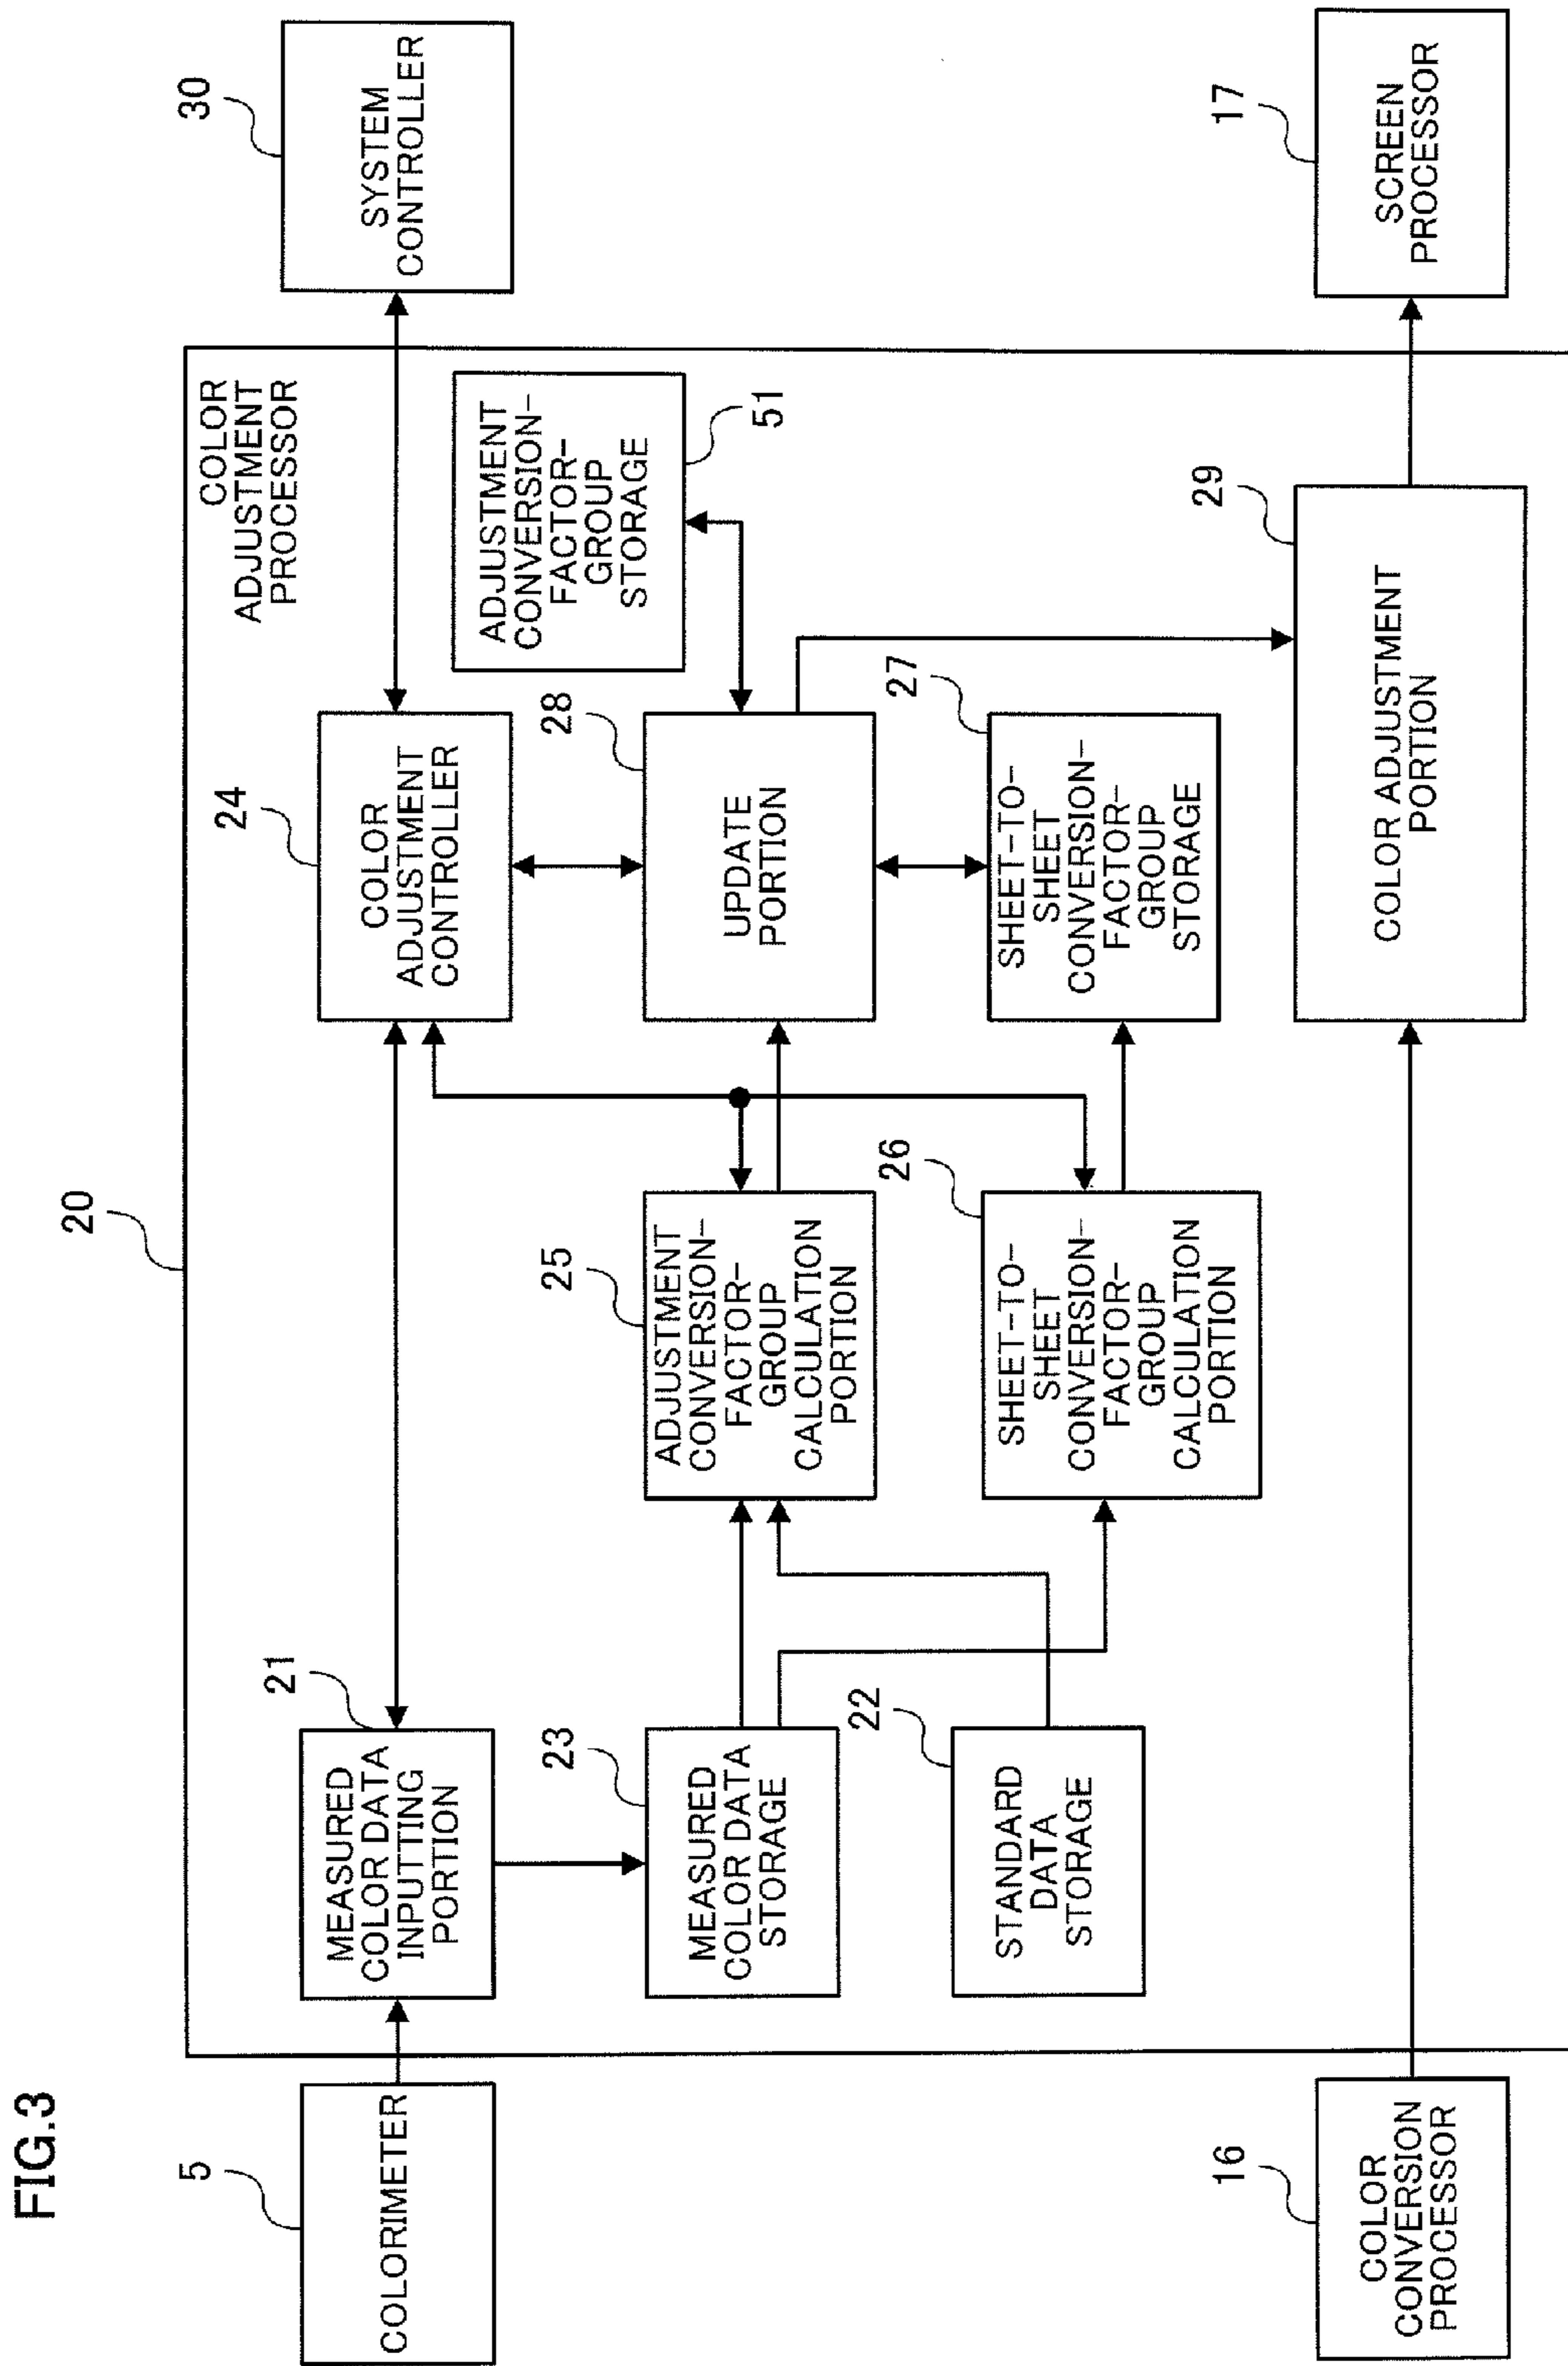 FIG.3
5
COLORIMETER
16
COLOR
CONVERSION
PROCESSOR
20
COLOR
ADJUSTMENT
PROCESSOR
21
MEASURED
COLOR DATA
INPUTTING
PORTION
23
MEASURED
COLOR DATA
STORAGE
22
STANDARD
DATA
STORAGE
25
ADJUSTMENT
CONVERSION-
FACTOR-
GROUP
CALCULATION
PORTION
26
SHEET-TO-
SHEET
CONVERSION-
FACTOR-
GROUP
CALCULATION
PORTION
24
COLOR
ADJUSTMENT
CONTROLLER
28
UPDATE
PORTION
27
SHEET-TO-
SHEET
CONVERSION-
FACTOR-
GROUP
STORAGE
ADJUSTMENT
CONVERSION-
FACTOR-
GROUP
STORAGE
51
29
COLOR ADJUSTMENT
PORTION
30
SYSTEM
CONTROLLER
17
SCREEN
PROCESSOR